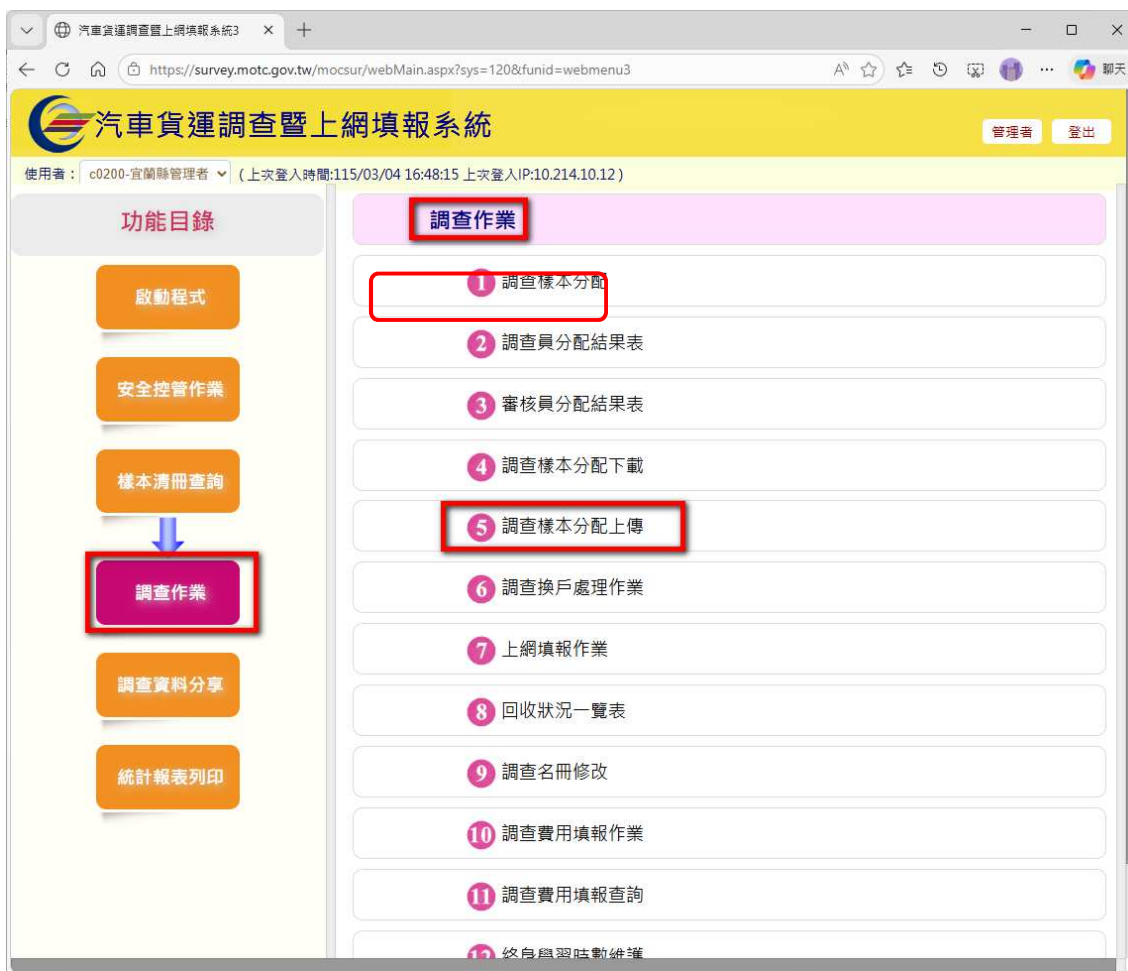 汽車貨運調查暨上網填報系統3
https://survey.motc.gov.tw/mocsur/webMain.aspx?sys=120&funid=webmenu3
聊天
汽車貨運調查暨上網填報系統
管理者
登出
使用者： c0200-宜蘭縣管理者 (上次登入時間:115/03/04 16:48:15 上次登入IP:10.214.10.12)
功能目錄
啟動程式
安全控管作業
樣本清冊查詢
調查作業
調查資料分享
統計報表列印
調查作業
1 調查樣本分配
2 調查員分配結果表
3 審核員分配結果表
4 調查樣本分配下載
5 調查樣本分配上傳
6 調查換戶處理作業
7 上網填報作業
8 回收狀況一覽表
9 調查名冊修改
10 調查費用填報作業
11 調查費用填報查詢
12 終身學習時數維護